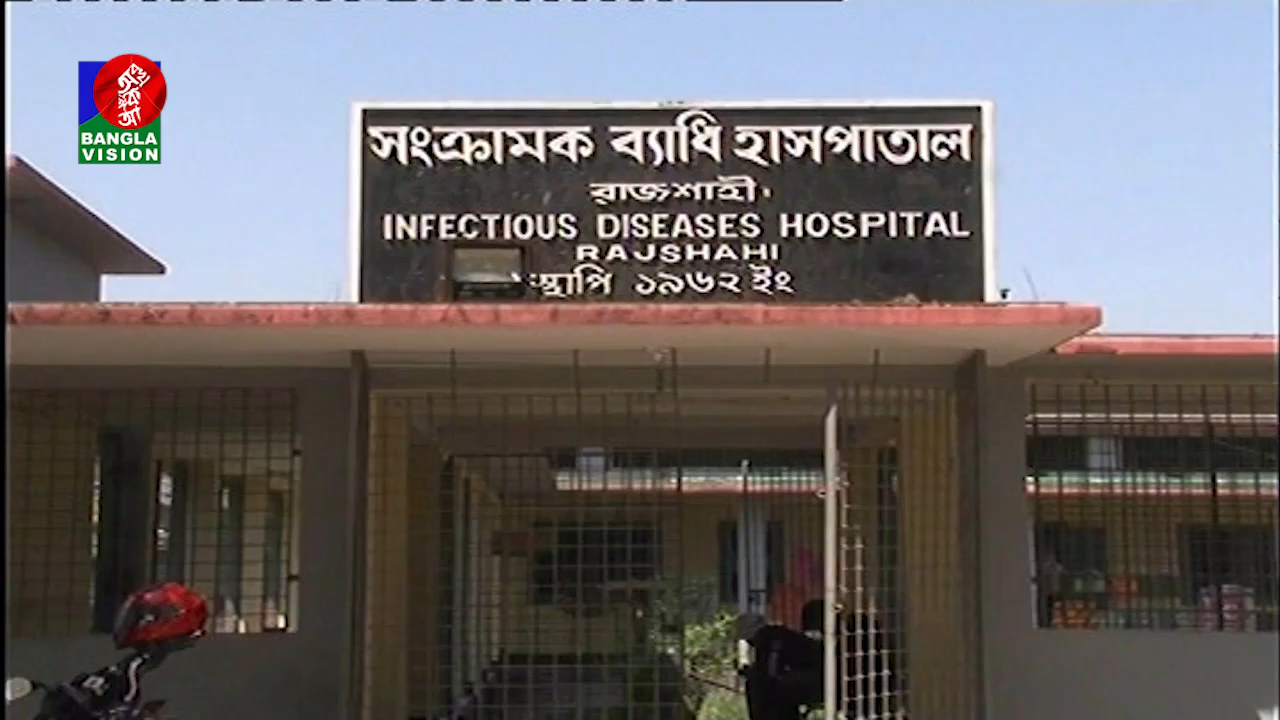 BANGLA
VISION
সংক্রামক ব্যাধি হাসপাতাল
রাজশাহী।
INFECTIOUS DISEASES HOSPITAL
RAJSHAHI
স্থাপি ১৯৬২ ইং